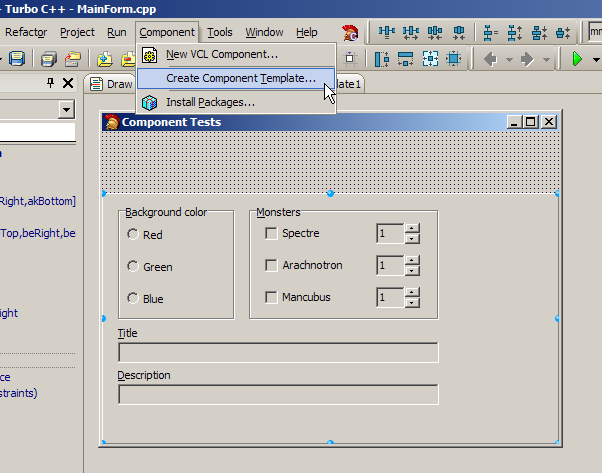 - Turbo C++ - MainForm.cpp
Refactor Project Run Component Tools Window Help
New VCL Component...
Create Component Template...
Install Packages...
Draw
late1
Component Tests
Right,akBottom]
Top,beRight,be
ight
ce
straints)
Background color
Red
Green
Blue
Monsters
Spectre 1
Arachnotron 1
Mancubus 1
Title
Description